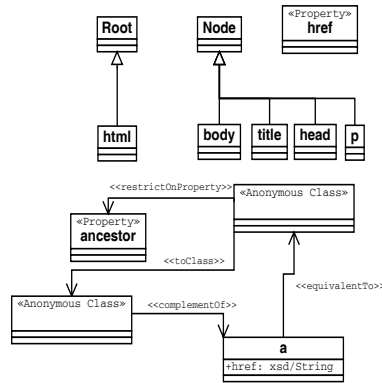 Root
Node
«Property»
href
html
body
title
head
p
<<restrictOnProperty>>
«Anonymous Class»
«Property»
ancestor
<<toClass>>
<<equivalentTo>>
«Anonymous Class»
<<complementOf>>
a
+href: xsd/String